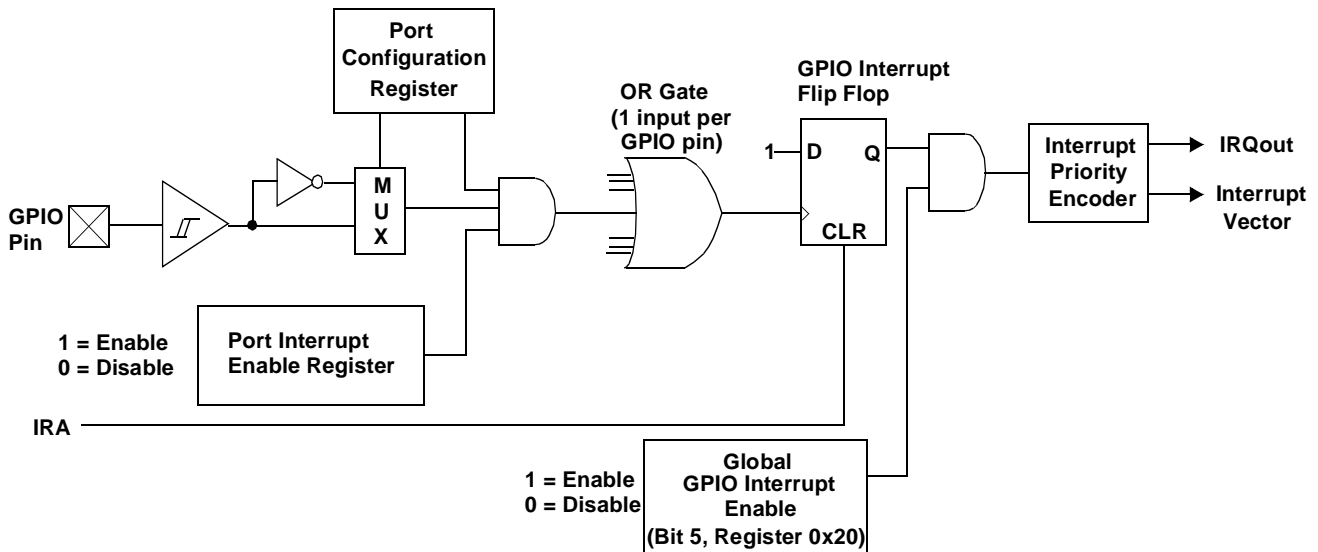 Port
Configuration
Register
GPIO Interrupt
Flip Flop
OR Gate
(1 input per
GPIO pin)
1
D
Q
CLR
Interrupt
Priority
Encoder
IRQout
Interrupt
Vector
M
U
X
GPIO
Pin
1 = Enable
0 = Disable
Port Interrupt
Enable Register
IRA
1 = Enable
0 = Disable
Global
GPIO Interrupt
Enable
(Bit 5, Register 0x20)